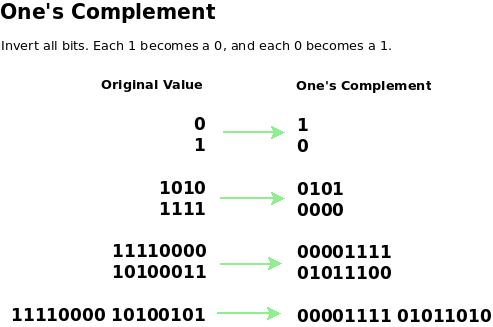 One's Complement
Invert all bits. Each 1 becomes a 0, and each 0 becomes a 1.
Original Value One's Complement
0 1
1 0
1010 0101
1111 0000
11110000 00001111
10100011 01011100
11110000 10100101 00001111 01011010